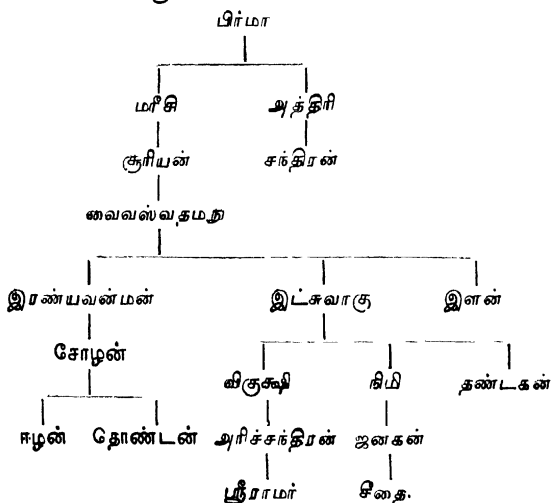 பிர்மா
மரீசி அத்திரி
சூரியன் சந்திரன்
வைவஸ்வதமநு
இரண்யவன்மன் இட்சுவாகு இளன்
சோழன்
விகுக்ஷி நிமி தண்டகன்
ஈழன் தொண்டன் அரிச்சந்திரன் ஜனகன்
ஸ்ரீராமர் சீதை.